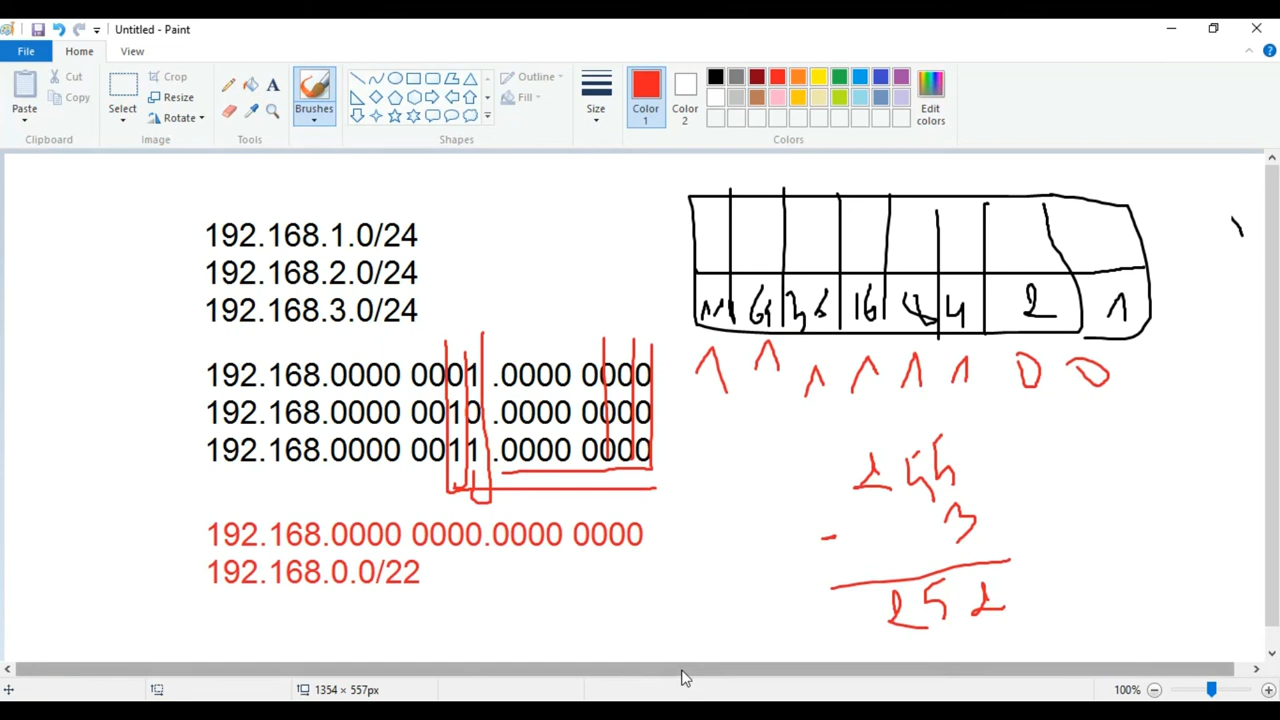 Untitled - Paint
File Home View
Paste
Cut
Copy
Clipboard
Select
Crop
Resize
Rotate
Image
Tools
Brushes
Shapes
Outline
Fill
Size
Color 1
Color 2
Edit colors
Colors
192.168.1.0/24
192.168.2.0/24
192.168.3.0/24
192.168.0000 0001 .0000 0000
192.168.0000 0010 .0000 0000
192.168.0000 0011 .0000 0000
192.168.0000 0000.0000 0000
192.168.0.0/22
64 16 4 2 1
1 1 1 1 1 1 0 0
255
- 3
252
1354 × 557px
100%